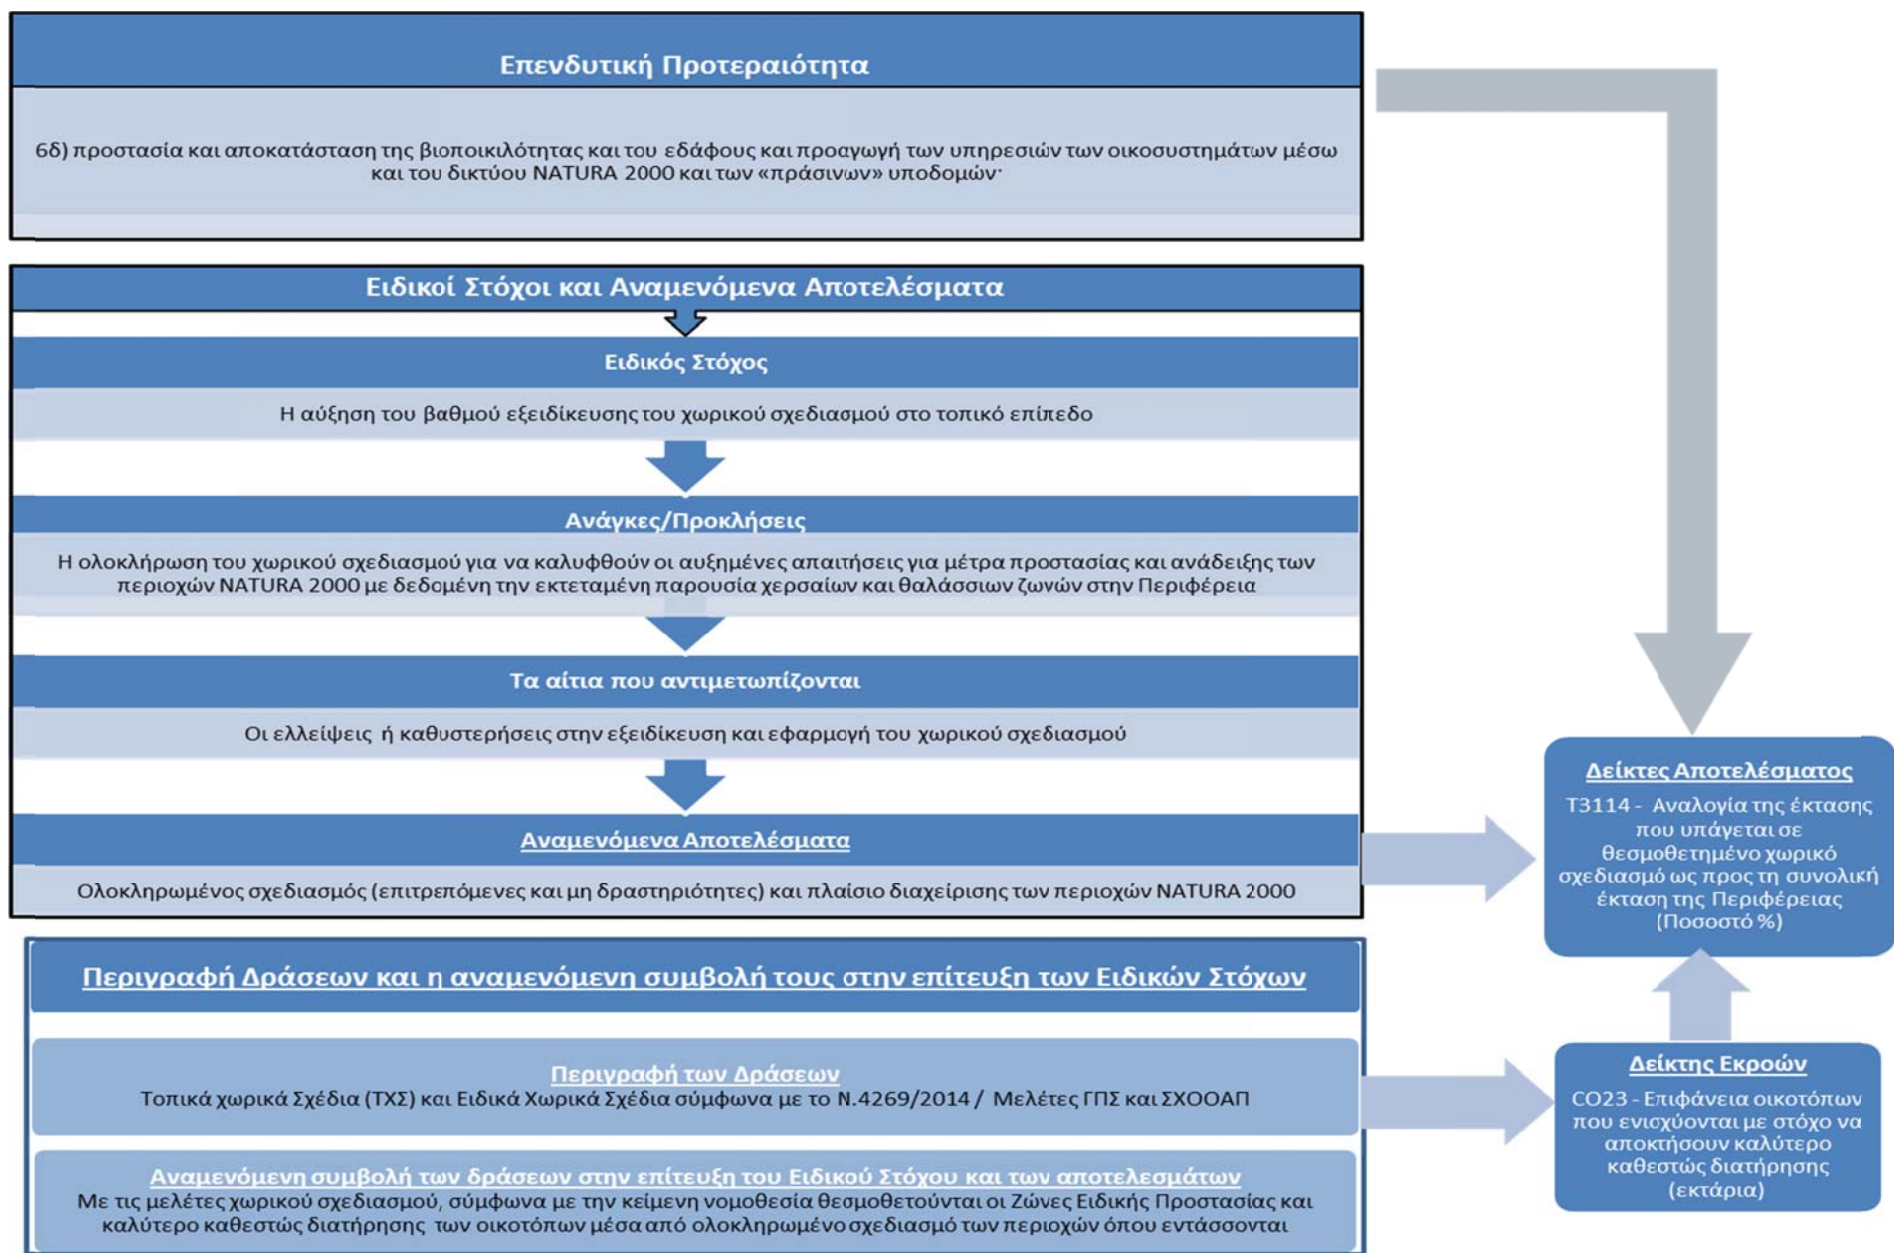 Επενδυτική Προτεραιότητα
6δ) προστασία και αποκατάσταση της βιοποικιλότητας και του εδάφους και προαγωγή των υπηρεσιών των οικοσυστημάτων μέσω
και του δικτύου NATURA 2000 και των «πράσινων» υποδομών·
Ειδικοί Στόχοι και Αναμενόμενα Αποτελέσματα
Ειδικός Στόχος
Η αύξηση του βαθμού εξειδίκευσης του χωρικού σχεδιασμού στο τοπικό επίπεδο
Ανάγκες/Προκλήσεις
Η ολοκλήρωση του χωρικού σχεδιασμού για να καλυφθούν οι αυξημένες απαιτήσεις για μέτρα προστασίας και ανάδειξης των
περιοχών NATURA 2000 με δεδομένη την εκτεταμένη παρουσία χερσαίων και θαλάσσιων ζωνών στην Περιφέρεια
Τα αίτια που αντιμετωπίζονται
Οι ελλείψεις ή καθυστερήσεις στην εξειδίκευση και εφαρμογή του χωρικού σχεδιασμού
Αναμενόμενα Αποτελέσματα
Ολοκληρωμένος σχεδιασμός (επιτρεπόμενες και μη δραστηριότητες) και πλαίσιο διαχείρισης των περιοχών NATURA 2000
Περιγραφή Δράσεων και η αναμενόμενη συμβολή τους στην επίτευξη των Ειδικών Στόχων
Περιγραφή των Δράσεων
Τοπικά χωρικά Σχέδια (ΤΧΣ) και Ειδικά Χωρικά Σχέδια σύμφωνα με το Ν.4269/2014 / Μελέτες ΓΠΣ και ΣΧΟΟΑΠ
Αναμενόμενη συμβολή των δράσεων στην επίτευξη του Ειδικού Στόχου και των αποτελεσμάτων
Με τις μελέτες χωρικού σχεδιασμού, σύμφωνα με την κείμενη νομοθεσία θεσμοθετούνται οι Ζώνες Ειδικής Προστασίας και
καλύτερο καθεστώς διατήρησης των οικοτόπων μέσα από ολοκληρωμένο σχεδιασμό των περιοχών όπου εντάσσονται
Δείκτες Αποτελέσματος
Τ3114 - Αναλογία της έκτασης
που υπάγεται σε
θεσμοθετημένο χωρικό
σχεδιασμό ως προς τη συνολική
έκταση της Περιφέρειας
(Ποσοστό %)
Δείκτης Εκροών
CO23 - Επιφάνεια οικοτόπων
που ενισχύονται με στόχο να
αποκτήσουν καλύτερο
καθεστώς διατήρησης
(εκτάρια)